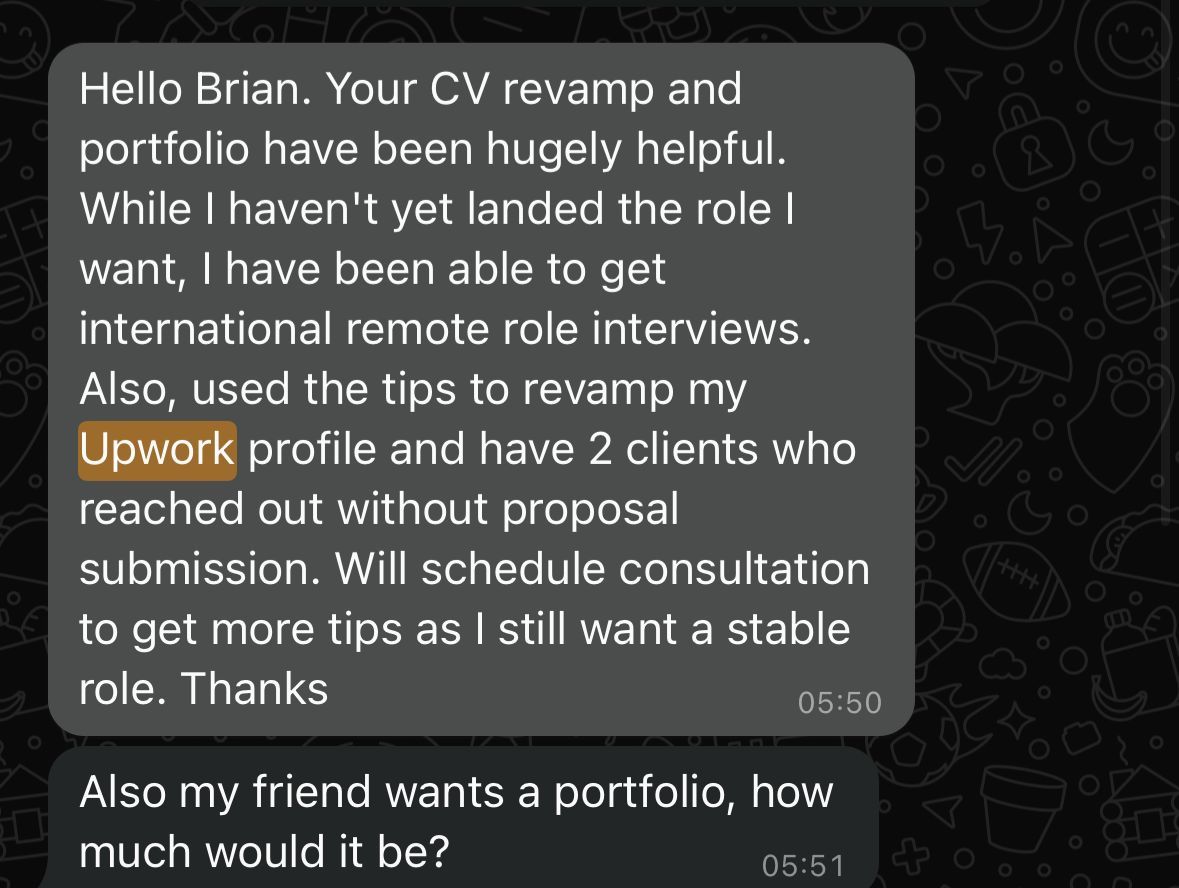 Hello Brian. Your CV revamp and
portfolio have been hugely helpful.
While I haven't yet landed the role I
want, I have been able to get
international remote role interviews.
Also, used the tips to revamp my
Upwork profile and have 2 clients who
reached out without proposal
submission. Will schedule consultation
to get more tips as I still want a stable
role. Thanks
05:50
Also my friend wants a portfolio, how
much would it be?
05:51